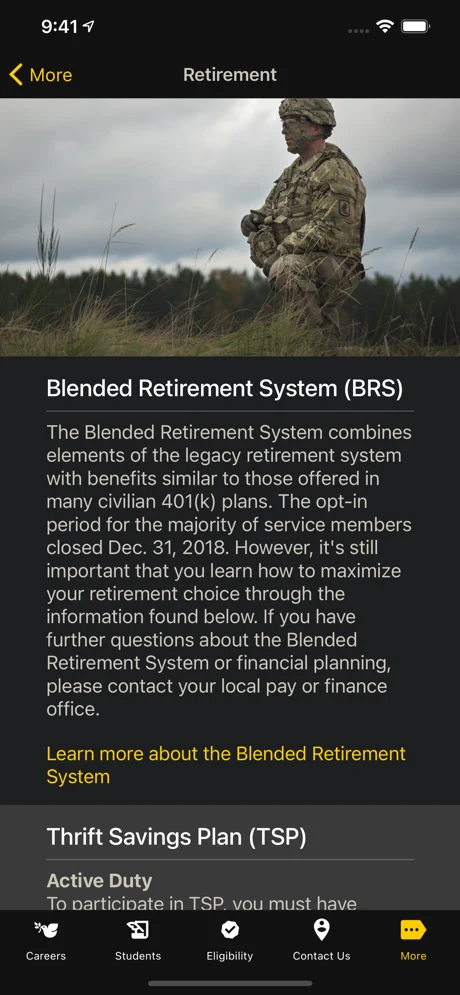 9:41
More
Retirement
Blended Retirement System (BRS)
The Blended Retirement System combines
elements of the legacy retirement system
with benefits similar to those offered in
many civilian 401(k) plans. The opt-in
period for the majority of service members
closed Dec. 31, 2018. However, it's still
important that you learn how to maximize
your retirement choice through the
information found below. If you have
further questions about the Blended
Retirement System or financial planning,
please contact your local pay or finance
office.
Learn more about the Blended Retirement
System
Thrift Savings Plan (TSP)
Active Duty
To participate in TSP, you must have
Careers
Students
Eligibility
Contact Us
More